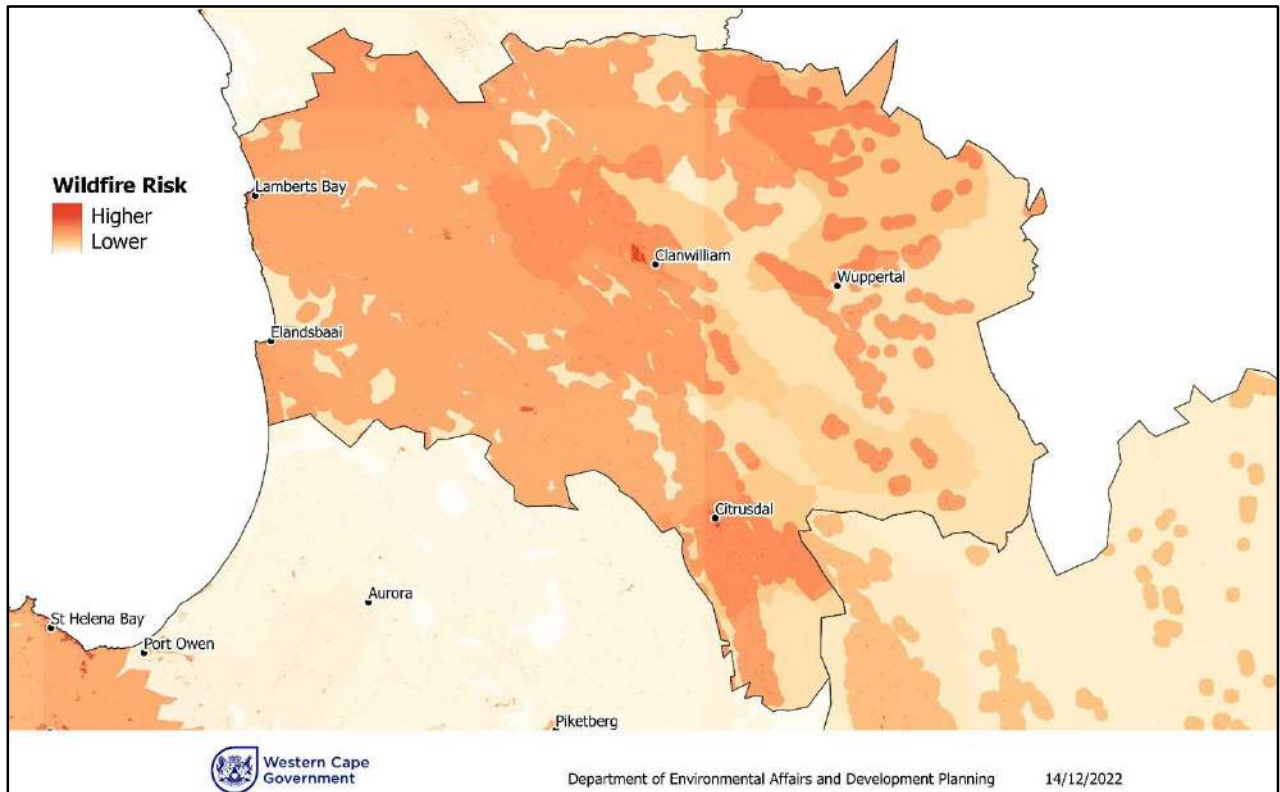 Wildfire Risk
Higher
Lower
Lamberts Bay
Clanwilliam
Wuppertal
Elandsbaai
Citrusdal
Aurora
St Helena Bay
Port Owen
Piketberg
Western Cape
Government
Department of Environmental Affairs and Development Planning 14/12/2022